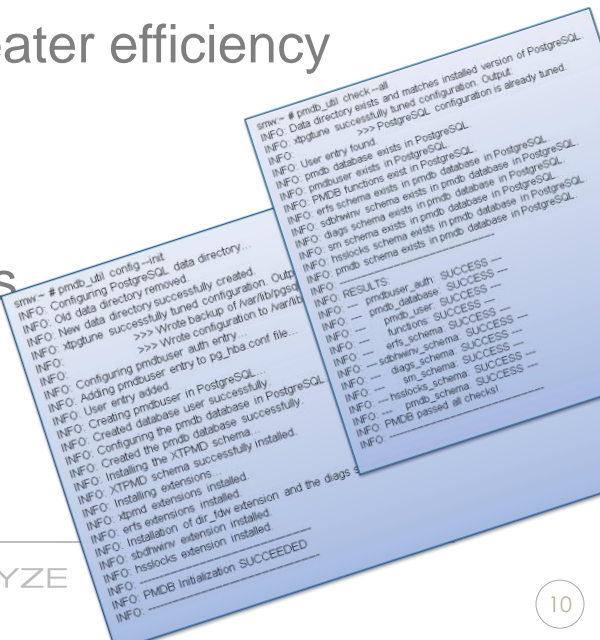 eater efficiency
s
smw:~ # pmdb_util config --init
INFO: Configuring PostgreSQL data directory...
INFO: Old data directory removed.
INFO: New data directory successfully created.
INFO: xtpgtune successfully tuned configuration. Outp
INFO: >>> Wrote backup of /var/lib/pgsq
INFO: >>> Wrote configuration to /var/lib
INFO: Configuring pmdbuser auth entry...
INFO: Adding pmdbuser entry to pg_hba.conf file...
INFO: User entry added.
INFO: Creating pmdbuser in PostgreSQL...
INFO: Created database user successfully.
INFO: Configuring the pmdb database in PostgreSQL.
INFO: Created the pmdb database successfully.
INFO: Installing the XTPMD schema...
INFO: XTPMD schema successfully installed.
INFO: Installing extensions...
INFO: xtpmd extensions installed.
INFO: erfs extensions installed.
INFO: Installation of dir_fdw extension and the diags s
INFO: sbdhwinv extension installed.
INFO: hsslocks extension installed.
INFO: --------------------------------
INFO: PMDB Initialization SUCCEEDED
INFO: --------------------------------
smw:~ # pmdb_util check --all
INFO: Data directory exists and matches installed version of PostgreSQL.
INFO: xtpgtune successfully tuned configuration. Output:
INFO: >>> PostgreSQL configuration is already tuned.
INFO: User entry found.
INFO: pmdb database exists in PostgreSQL.
INFO: pmdbuser exists in PostgreSQL.
INFO: PMDB functions exist in PostgreSQL.
INFO: erfs schema exists in pmdb database in PostgreSQL.
INFO: sdbhwinv schema exists in pmdb database in PostgreSQL.
INFO: diags schema exists in pmdb database in PostgreSQL.
INFO: sm schema exists in pmdb database in PostgreSQL.
INFO: hsslocks schema exists in pmdb database in PostgreSQL
INFO: pmdb schema exists in pmdb database in PostgreSQL.
INFO: --------------------------------
INFO: RESULTS:
INFO: --- pmdbuser_auth: SUCCESS ---
INFO: --- pmdb_database: SUCCESS ---
INFO: --- pmdb_user: SUCCESS ---
INFO: --- functions: SUCCESS ---
INFO: --- erfs_schema: SUCCESS ---
INFO: --- sdbhwinv_schema: SUCCESS ---
INFO: --- diags_schema: SUCCESS ---
INFO: --- sm_schema: SUCCESS ---
INFO: --- hsslocks_schema: SUCCESS ---
INFO: --- pmdb_schema: SUCCESS ---
INFO: PMDB passed all checks!
INFO: --------------------------------
YZE
10